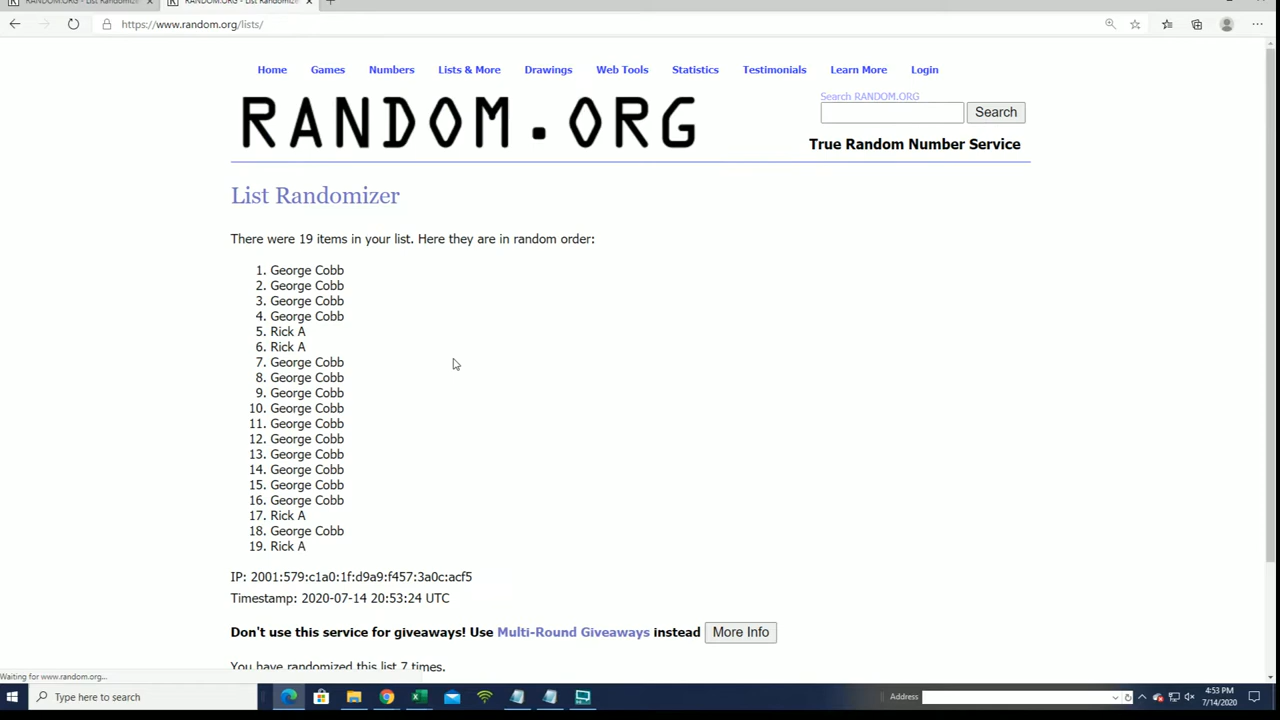 RANDOM.ORG - List Randomizer
RANDOM.ORG - List Randomizer
https://www.random.org/lists/
Home Games Numbers Lists & More Drawings Web Tools Statistics Testimonials Learn More Login
RANDOM.ORG
Search RANDOM.ORG
Search
True Random Number Service
List Randomizer
There were 19 items in your list. Here they are in random order:
1. George Cobb
2. George Cobb
3. George Cobb
4. George Cobb
5. Rick A
6. Rick A
7. George Cobb
8. George Cobb
9. George Cobb
10. George Cobb
11. George Cobb
12. George Cobb
13. George Cobb
14. George Cobb
15. George Cobb
16. George Cobb
17. Rick A
18. George Cobb
19. Rick A
IP: 2001:579:c1a0:1f:d9a9:f457:3a0c:acf5
Timestamp: 2020-07-14 20:53:24 UTC
Don't use this service for giveaways! Use Multi-Round Giveaways instead More Info
You have randomized this list 7 times.
Waiting for www.random.org...
Type here to search
Address
4:53 PM
7/14/2020